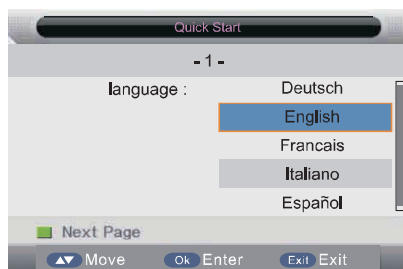 Quick Start
- 1 -
language : Deutsch
English
Francais
Italiano
Español
Next Page
Move Ok Enter Exit Exit